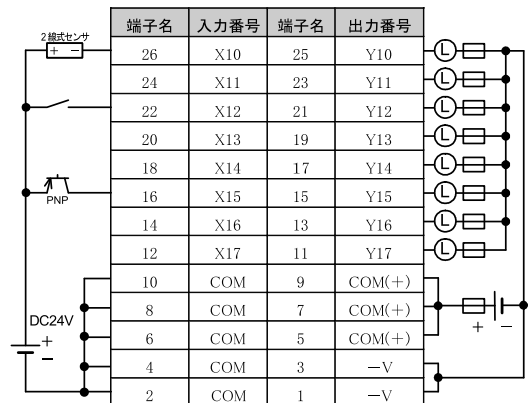 端子名 入力番号 端子名 出力番号
2線式センサ
+ −
26 X10 25 Y10 L
24 X11 23 Y11 L
22 X12 21 Y12 L
20 X13 19 Y13 L
18 X14 17 Y14 L
16 X15 15 Y15 L
PNP
14 X16 13 Y16 L
12 X17 11 Y17 L
10 COM 9 COM(+)
8 COM 7 COM(+)
DC24V
+ −
6 COM 5 COM(+)
+
−
4 COM 3 −V
2 COM 1 −V